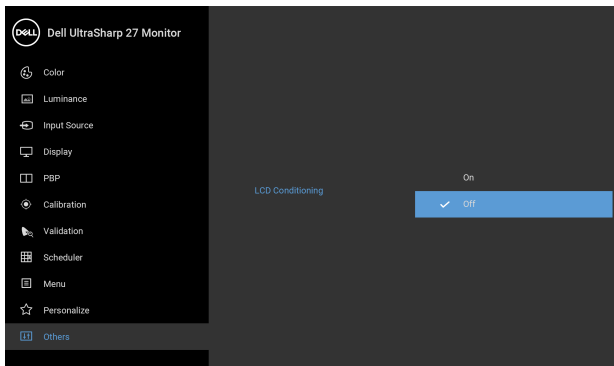 DELL
Dell UltraSharp 27 Monitor
Color
Luminance
Input Source
Display
PBP
Calibration
Validation
Scheduler
Menu
Personalize
Others
LCD Conditioning
On
Off